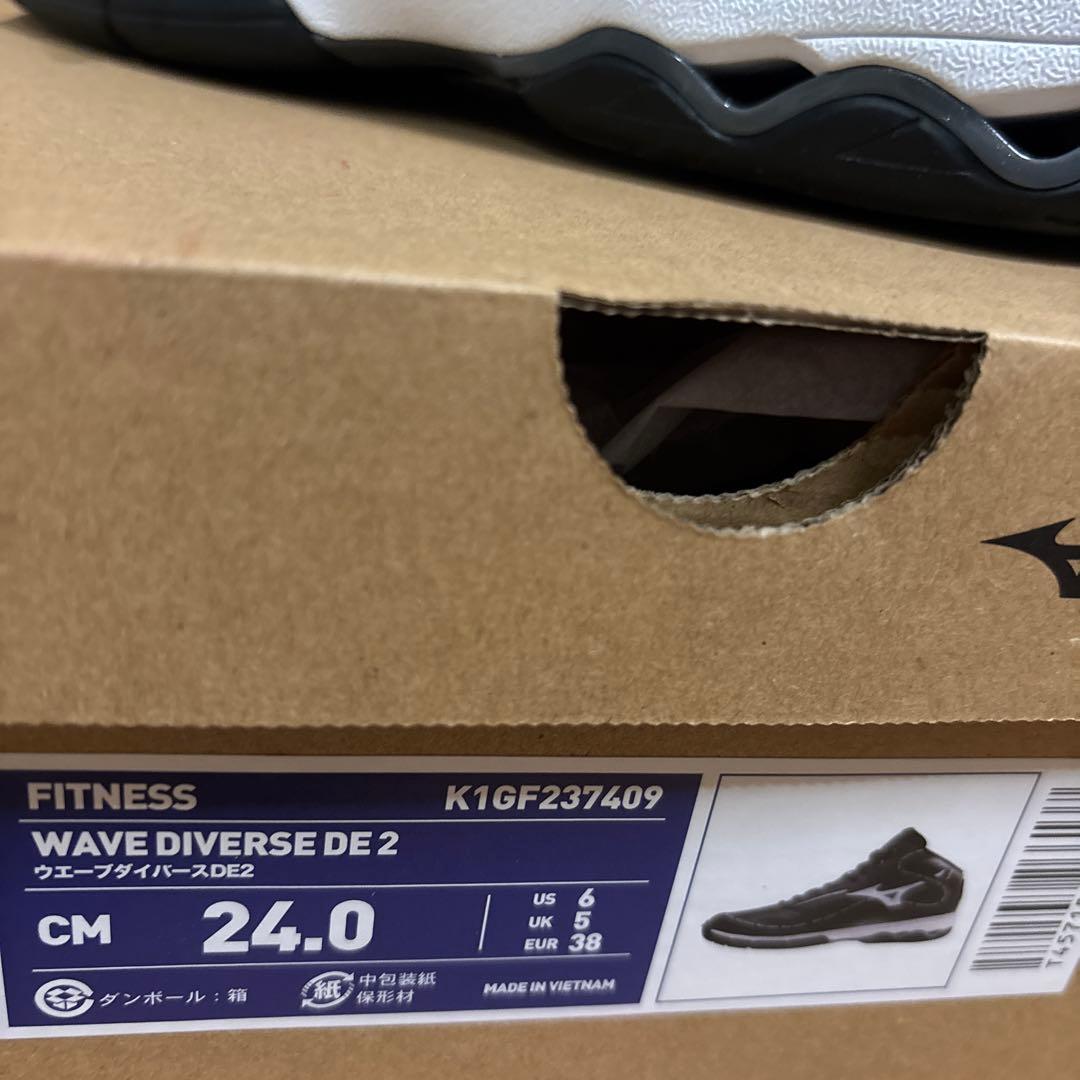 FITNESS K1GF237409
WAVE DIVERSE DE 2
ウエーブダイバースDE2
CM 24.0
US 6
UK 5
EUR 38
ダンボール：箱
紙 中包装紙
保形材
MADE IN VIETNAM